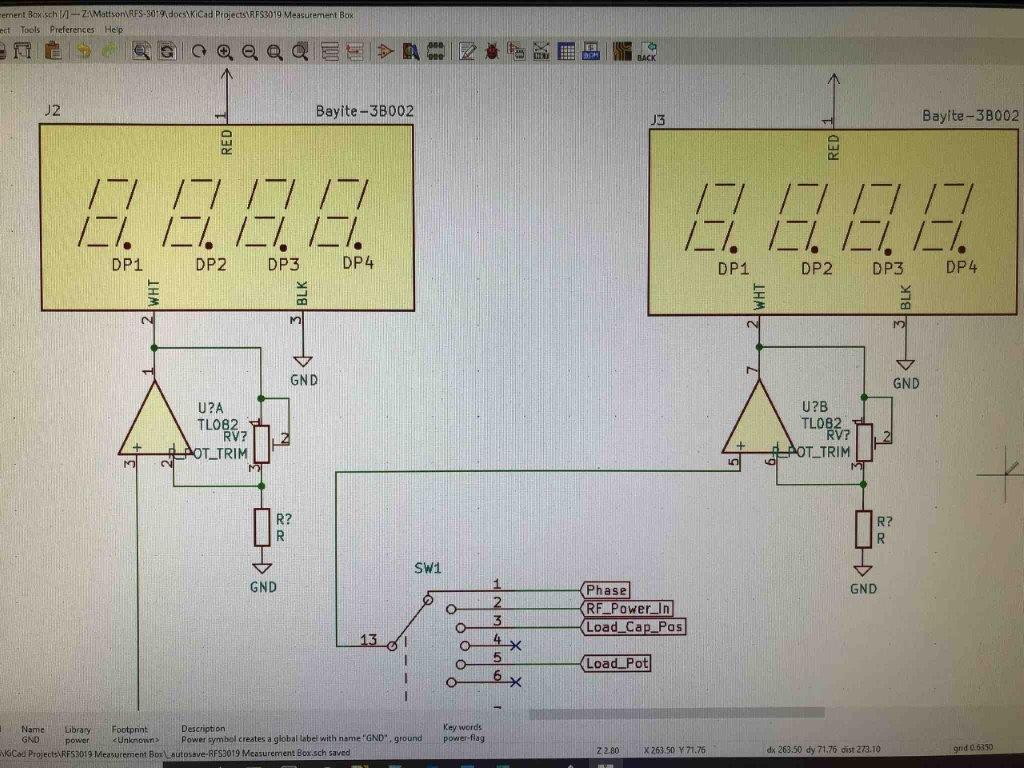 ement Box.sch [/] — Z:\Mattson\RFS-3019\docs\KiCad Projects\RFS3019 Measurement Box
ect Tools Preferences Help
BACK
J2
Bayite-3B002
1
RED
DP1 DP2 DP3 DP4
WHT
BLK
2
3
GND
1
U?A
TL082
RV?
R_POT_TRIM
1
2
3
+
-
3
2
R?
R
GND
J3
Bayite-3B002
1
RED
DP1 DP2 DP3 DP4
WHT
BLK
2
3
GND
7
U?B
TL082
RV?
R_POT_TRIM
1
2
3
+
-
5
6
R?
R
GND
SW1
13
1 Phase
2 RF_Power_In
3 Load_Cap_Pos
4
5 Load_Pot
6
Name Library Footprint Description Key words
GND power <Unknown> Power symbol creates a global label with name "GND" , ground power-flag
\KiCad Projects\RFS3019 Measurement Box\_autosave-RFS3019 Measurement Box.sch saved
Z 2.80 X 263.50 Y 71.76 dx 263.50 dy 71.76 dist 273.10 grid 0.6350